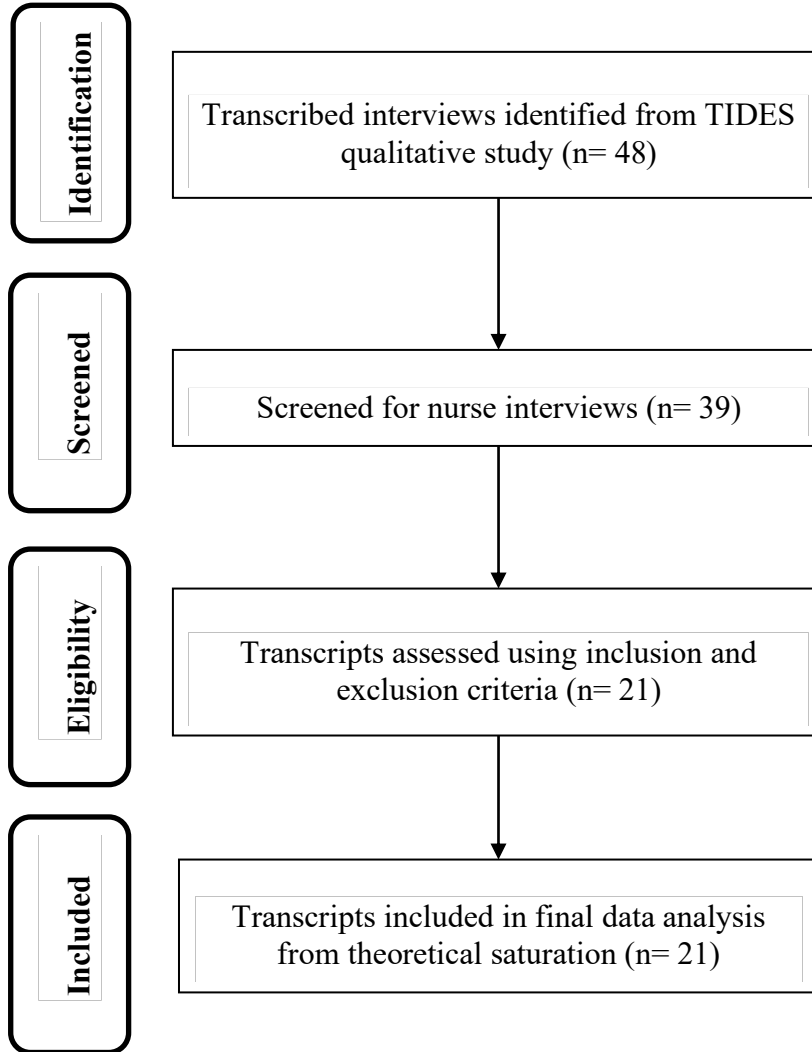 Identification
Transcribed interviews identified from TIDES
qualitative study (n= 48)
Screened
Screened for nurse interviews (n= 39)
Eligibility
Transcripts assessed using inclusion and
exclusion criteria (n= 21)
Included
Transcripts included in final data analysis
from theoretical saturation (n= 21)